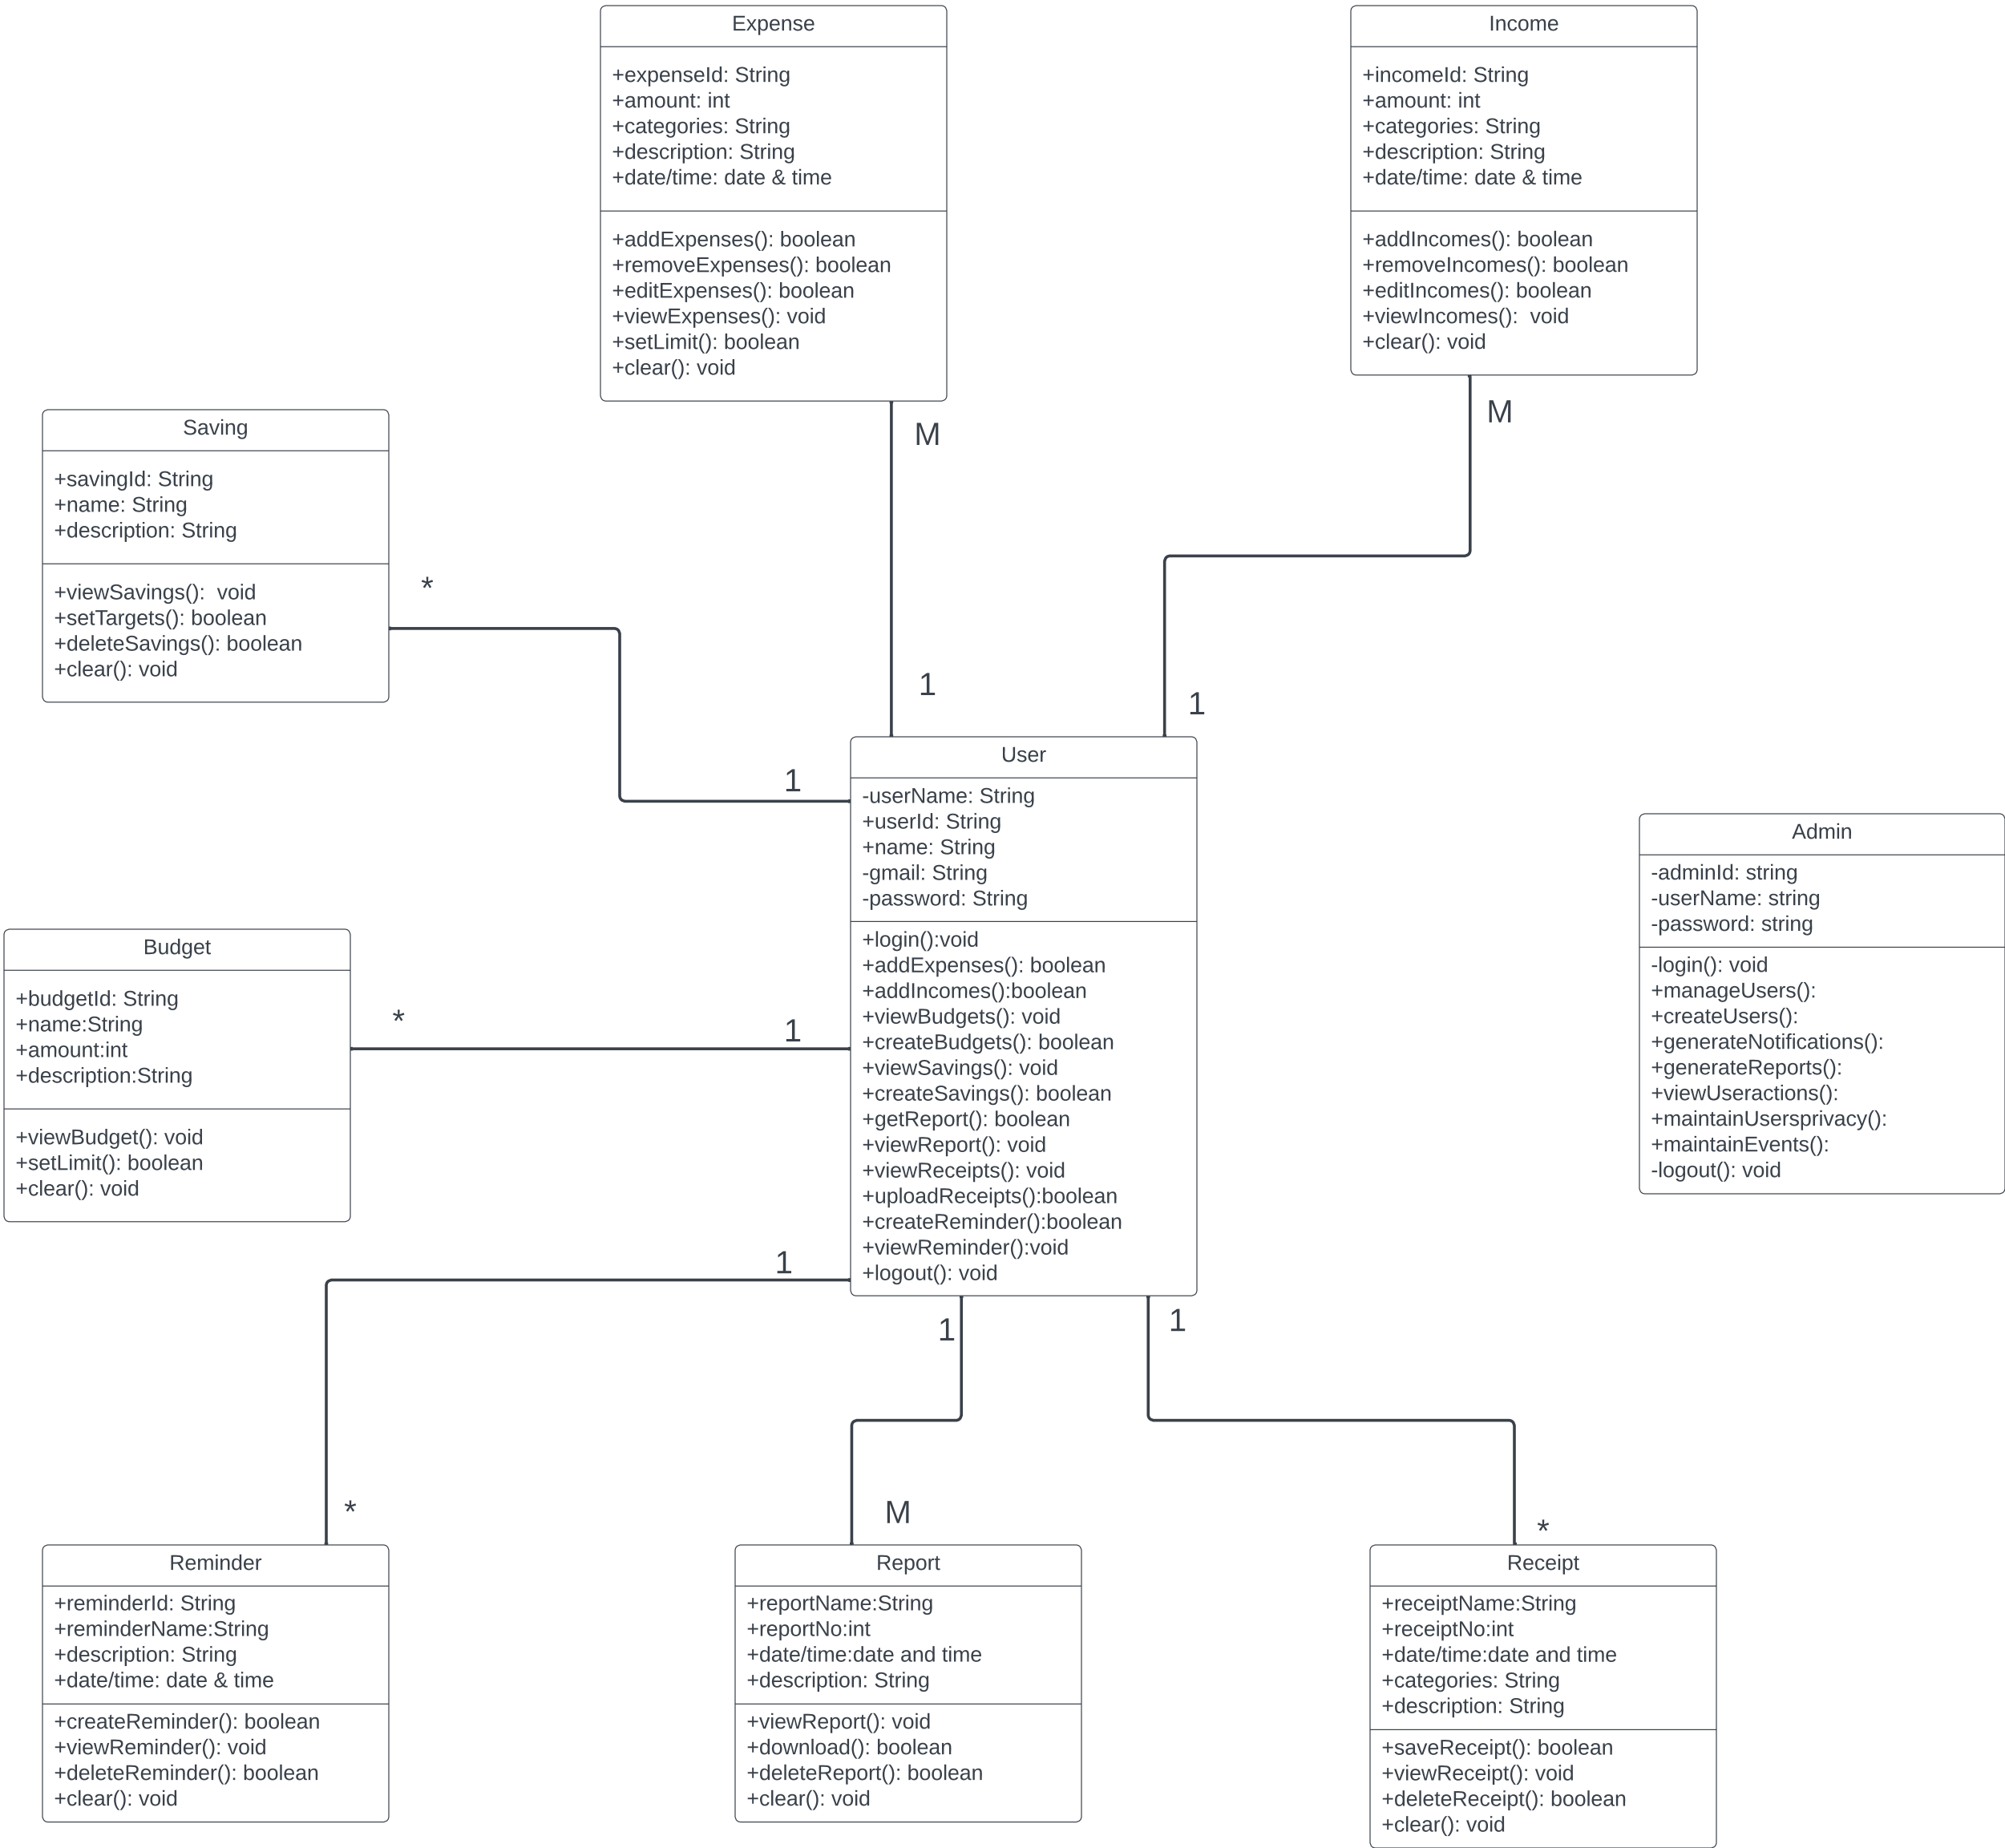 Expense
+expenseId: String
+amount: int
+categories: String
+description: String
+date/time: date & time
+addExpenses(): boolean
+removeExpenses(): boolean
+editExpenses(): boolean
+viewExpenses(): void
+setLimit(): boolean
+clear(): void
M
1
Income
+incomeId: String
+amount: int
+categories: String
+description: String
+date/time: date & time
+addIncomes(): boolean
+removeIncomes(): boolean
+editIncomes(): boolean
+viewIncomes():  void
+clear(): void
M
1
Saving
+savingId: String
+name: String
+description: String
+viewSavings():  void
+setTargets(): boolean
+deleteSavings(): boolean
+clear(): void
*
1
User
-userName: String
+userId: String
+name: String
-gmail: String
-password: String
+login():void
+addExpenses(): boolean
+addIncomes():boolean
+viewBudgets(): void
+createBudgets(): boolean
+viewSavings(): void
+createSavings(): boolean
+getReport(): boolean
+viewReport(): void
+viewReceipts(): void
+uploadReceipts():boolean
+createReminder():boolean
+viewReminder():void
+logout(): void
Admin
-adminId: string
-userName: string
-password: string
-login(): void
+manageUsers():
+createUsers():
+generateNotifications():
+generateReports():
+viewUseractions():
+maintainUsersprivacy():
+maintainEvents():
-logout(): void
Budget
+budgetId: String
+name:String
+amount:int
+description:String
+viewBudget(): void
+setLimit(): boolean
+clear(): void
*
1
1
*
1
M
1
*
Reminder
+reminderId: String
+reminderName:String
+description: String
+date/time: date & time
+createReminder(): boolean
+viewReminder(): void
+deleteReminder(): boolean
+clear(): void
Report
+reportName:String
+reportNo:int
+date/time:date and time
+description: String
+viewReport(): void
+download(): boolean
+deleteReport(): boolean
+clear(): void
Receipt
+receiptName:String
+receiptNo:int
+date/time:date and time
+categories: String
+description: String
+saveReceipt(): boolean
+viewReceipt(): void
+deleteReceipt(): boolean
+clear(): void